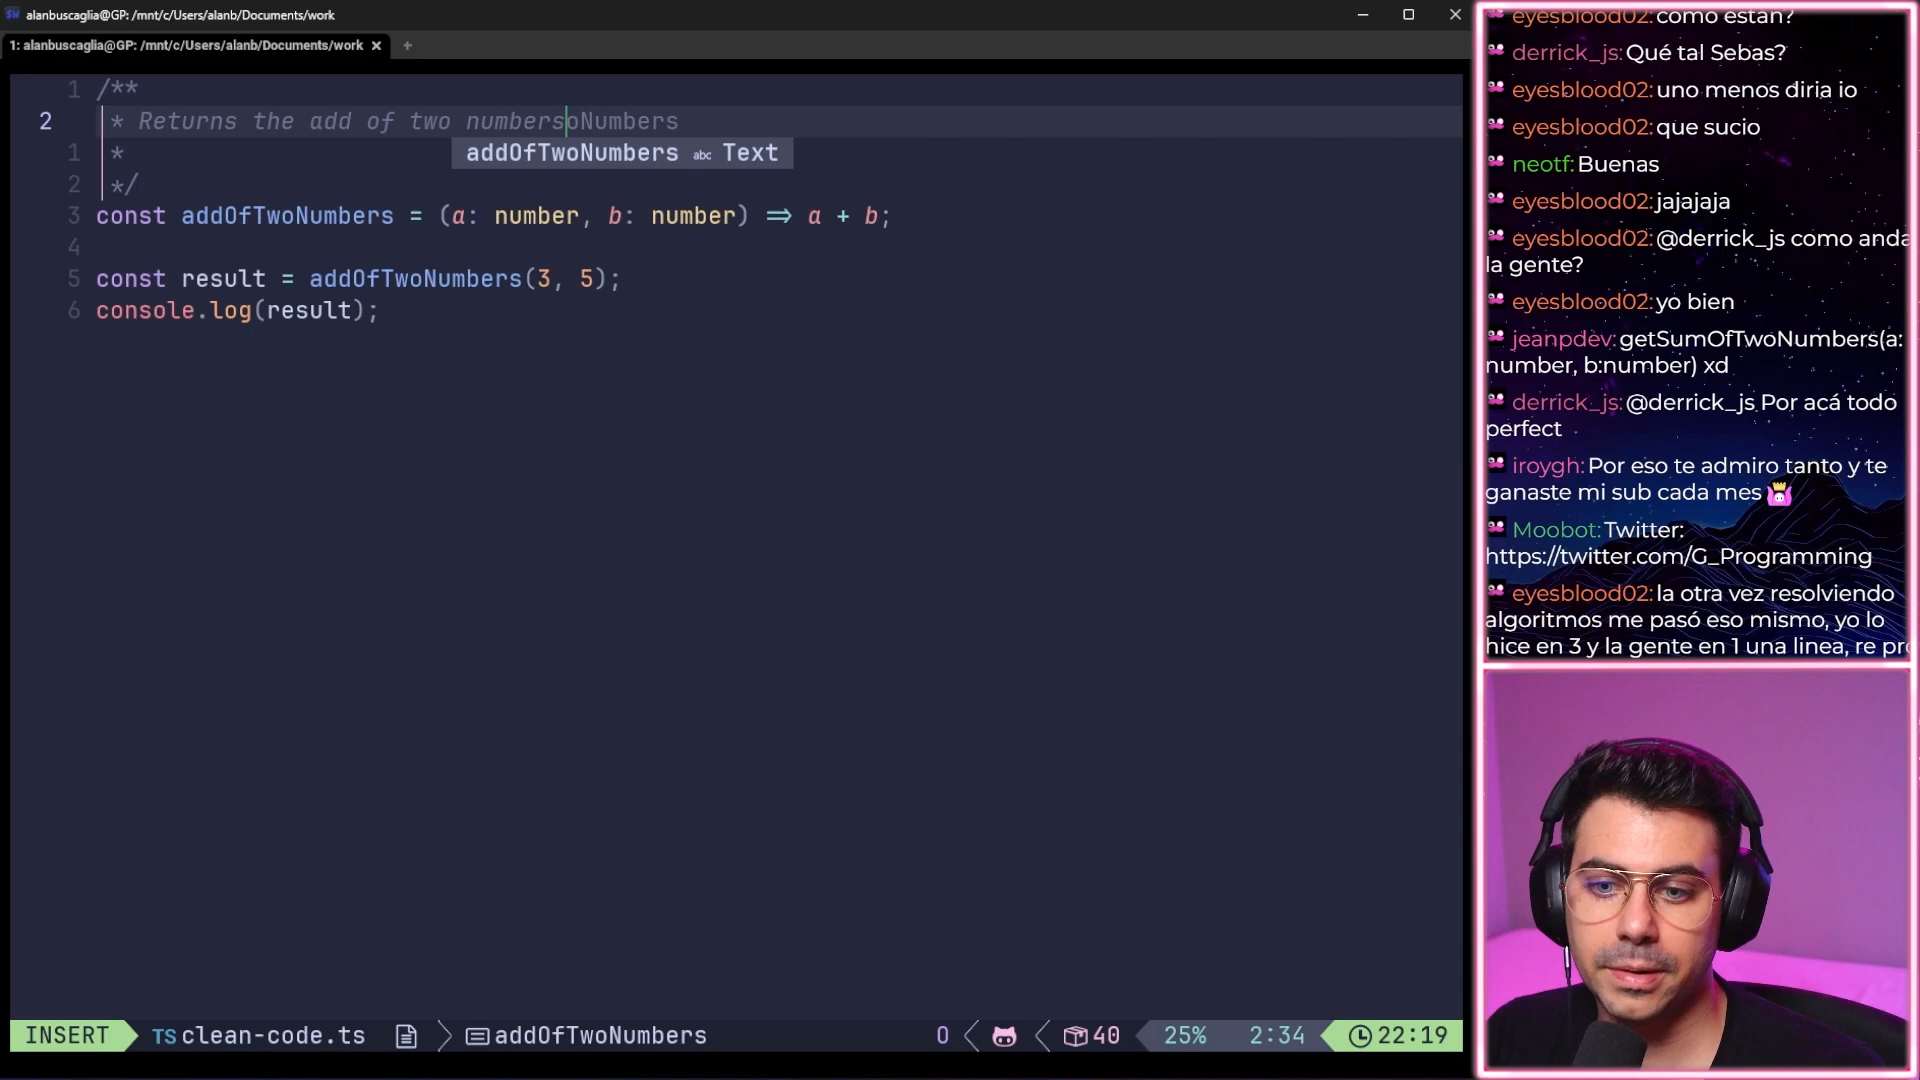 alanbuscaglia@GP: /mnt/c/Users/alanb/Documents/work
1: alanbuscaglia@GP: /mnt/c/Users/alanb/Documents/work × +
1 /**
2 * Returns the add of two numbersoNumbers
1 *
addOfTwoNumbers abc Text
2 */
3 const addOfTwoNumbers = (a: number, b: number) => a + b;
4
5 const result = addOfTwoNumbers(3, 5);
6 console.log(result);
INSERT TS clean-code.ts addOfTwoNumbers 0 40 25% 2:34 22:19
eyesblood02: como estan?
derrick_js: Qué tal Sebas?
eyesblood02: uno menos diria io
eyesblood02: que sucio
neotf: Buenas
eyesblood02: jajajaja
eyesblood02: @derrick_js como anda
la gente?
eyesblood02: yo bien
jeanpdev: getSumOfTwoNumbers(a:
number, b:number) xd
derrick_js: @derrick_js Por acá todo
perfect
iroygh: Por eso te admiro tanto y te
ganaste mi sub cada mes
Moobot: Twitter:
https://twitter.com/G_Programming
eyesblood02: la otra vez resolviendo
algoritmos me pasó eso mismo, yo lo
hice en 3 y la gente en 1 una linea, re